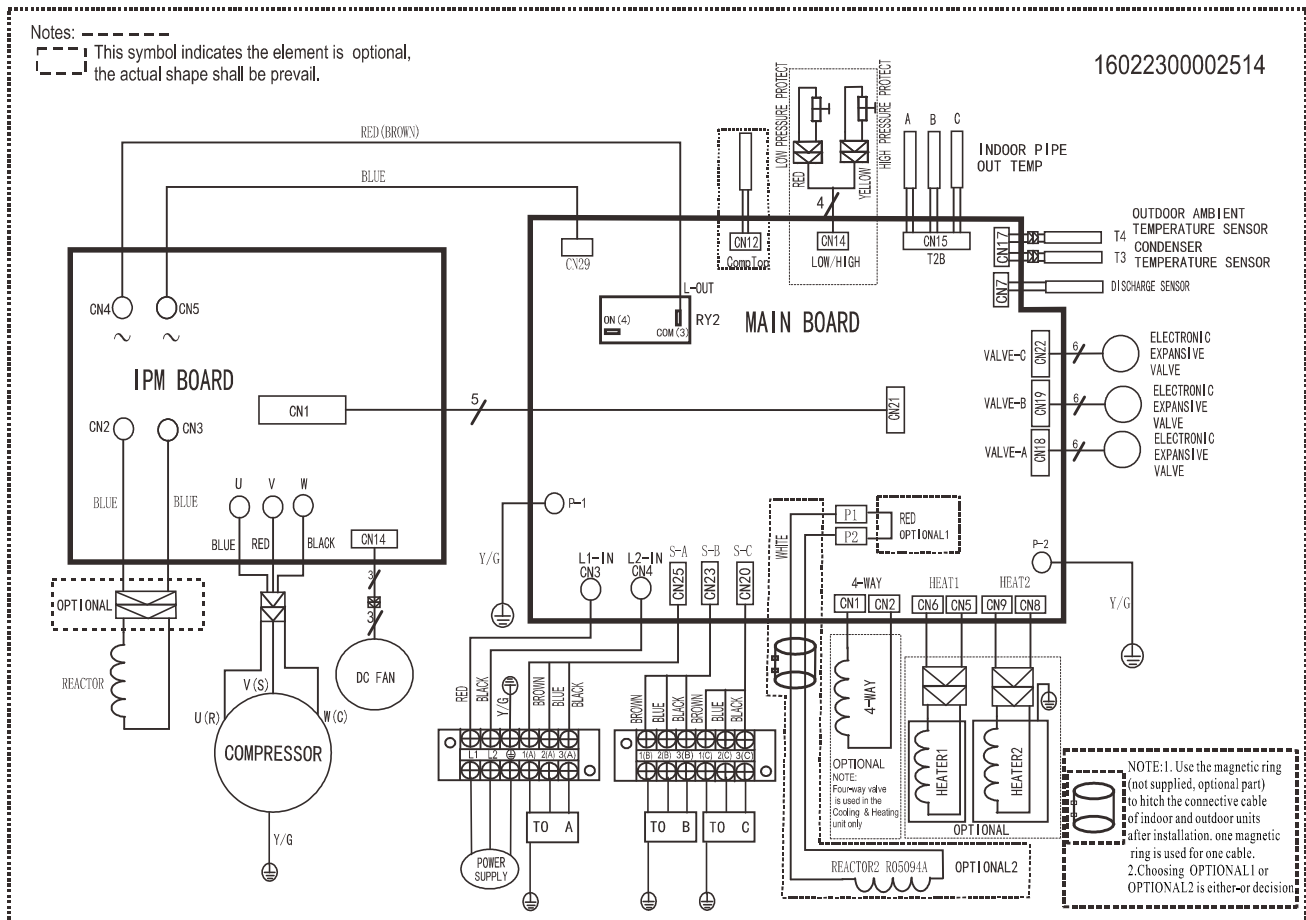 Notes:
This symbol indicates the element is optional,
the actual shape shall be prevail.
16022300002514
LOW PRESSURE PROTECT
HIGH PRESSURE PROTECT
RED
YELLOW
4
A B C
INDOOR PIPE
OUT TEMP
RED(BROWN)
BLUE
CN29
CN12
CompTop
CN14
LOW/HIGH
CN15
T2B
CN17
OUTDOOR AMBIENT
T4 TEMPERATURE SENSOR
CONDENSER
T3 TEMPERATURE SENSOR
CN7
DISCHARGE SENSOR
CN4
CN5
~ ~
IPM BOARD
L-OUT
ON(4)
COM(3)
RY2
MAIN BOARD
VALVE-C
CN22
6
ELECTRONIC
EXPANSIVE
VALVE
VALVE-B
CN19
6
ELECTRONIC
EXPANSIVE
VALVE
VALVE-A
CN18
6
ELECTRONIC
EXPANSIVE
VALVE
CN1
5
CN21
CN2
CN3
BLUE
BLUE
U V W
BLUE
RED
BLACK
CN14
3
3
DC FAN
OPTIONAL
REACTOR
V(S)
U(R)
W(C)
COMPRESSOR
Y/G
P-1
Y/G
L1-IN
CN3
L2-IN
CN4
S-A
CN25
S-B
CN23
S-C
CN20
WHITE
P1
P2
RED
OPTIONAL1
P-2
Y/G
4-WAY
CN1
CN2
HEAT1
CN6
CN5
HEAT2
CN9
CN8
RED
BLACK
Y/G
BROWN
BLUE
BLACK
BROWN
BLUE
BLACK
BROWN
BLUE
BLACK
L1 L2 1(A) 2(A) 3(A)
1(B) 2(B) 3(B) 1(C) 2(C) 3(C)
TO A
TO B
TO C
POWER
SUPPLY
4-WAY
OPTIONAL
NOTE:
Four-way valve
is used in the
Cooling & Heating
unit only
HEATER1
HEATER2
OPTIONAL
REACTOR2 R05094A
OPTIONAL2
NOTE:1. Use the magnetic ring
(not supplied, optional part)
to hitch the connective cable
of indoor and outdoor units
after installation. one magnetic
ring is used for one cable.
2.Choosing OPTIONAL1 or
OPTIONAL2 is either-or decision